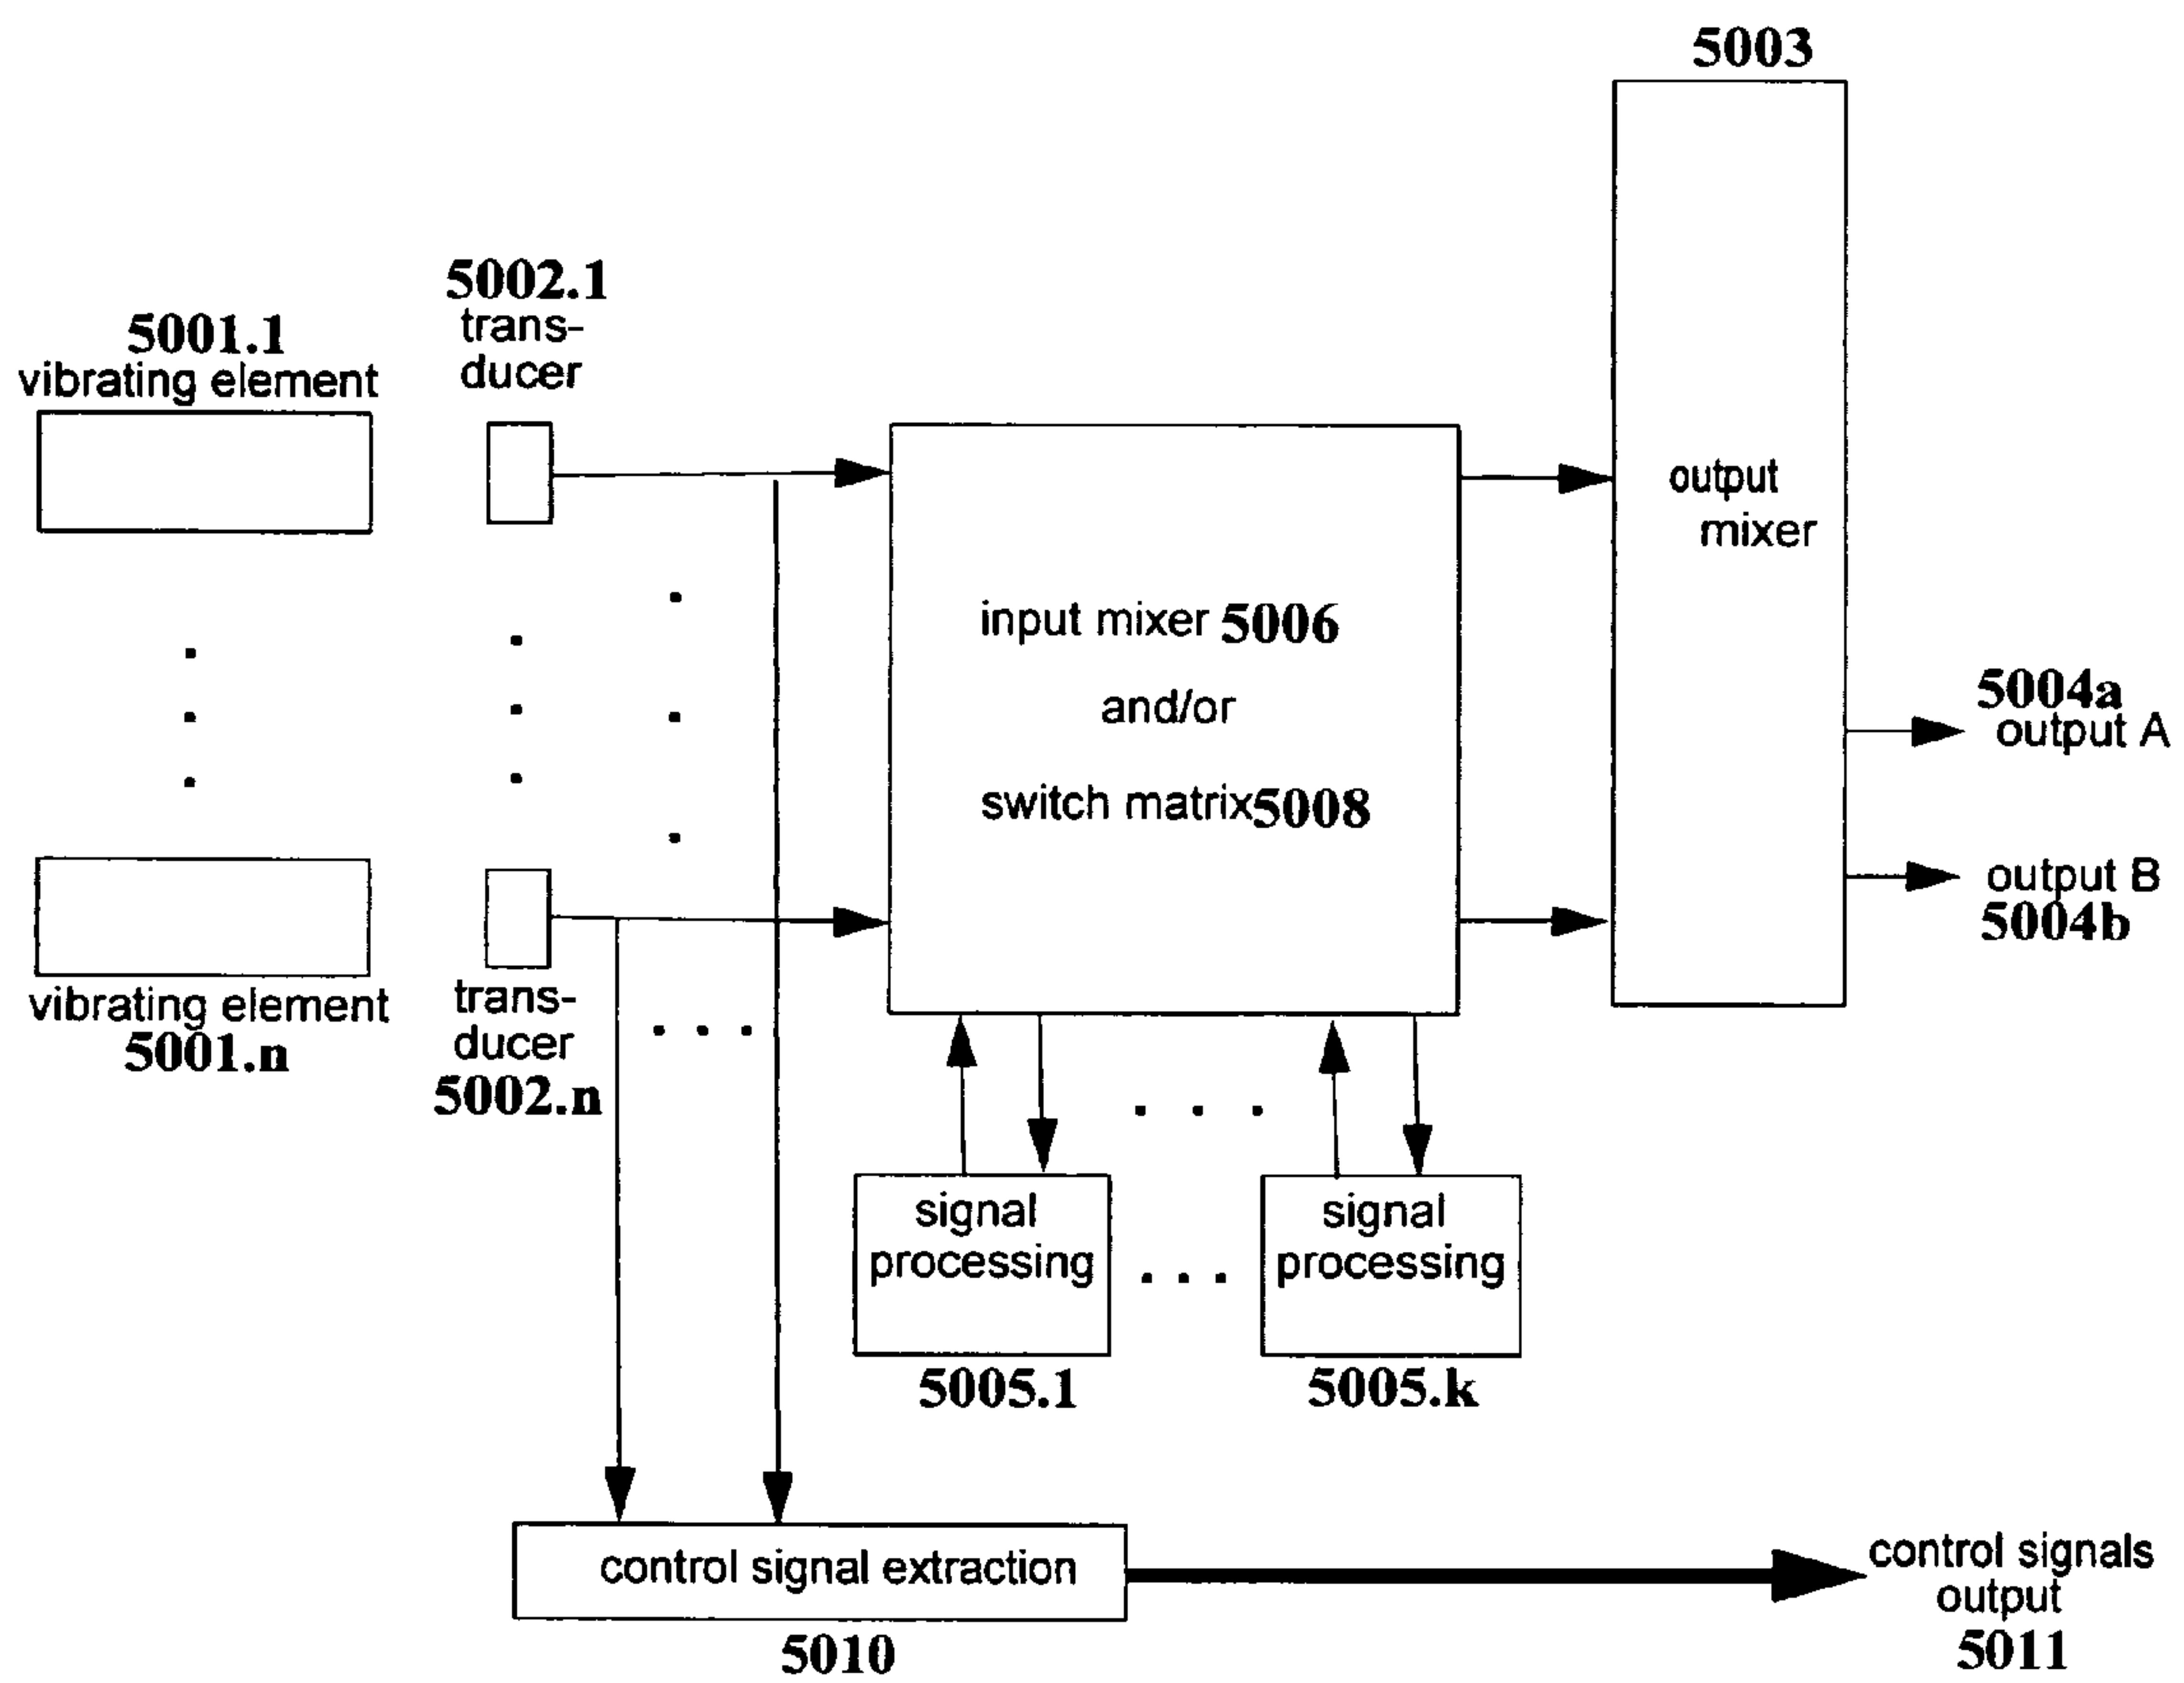 5003
5002.1
trans-
ducer
5001.1
vibrating element
output
mixer
input mixer 5006
and/or
switch matrix5008
5004a
output A
output B
5004b
vibrating element
5001.n
trans-
ducer
5002.n
signal
processing
5005.1
signal
processing
5005.k
control signal extraction
5010
control signals
output
5011